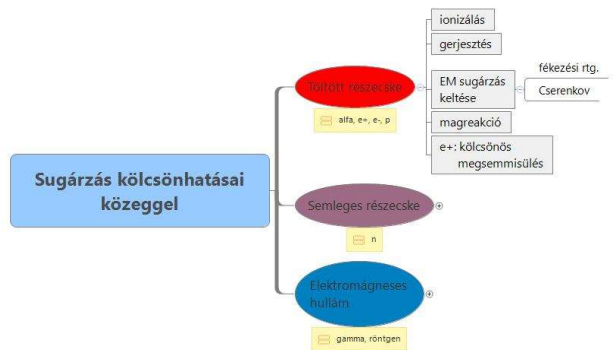 Sugárzás kölcsönhatásai
közeggel
Töltött részecske
alfa, e+, e-, p
ionizálás
gerjesztés
EM sugárzás
keltése
fékezési rtg.
Cserenkov
magreakció
e+: kölcsönös
megsemmisülés
Semleges részecske
n
Elektromágneses
hullám
gamma, röntgen